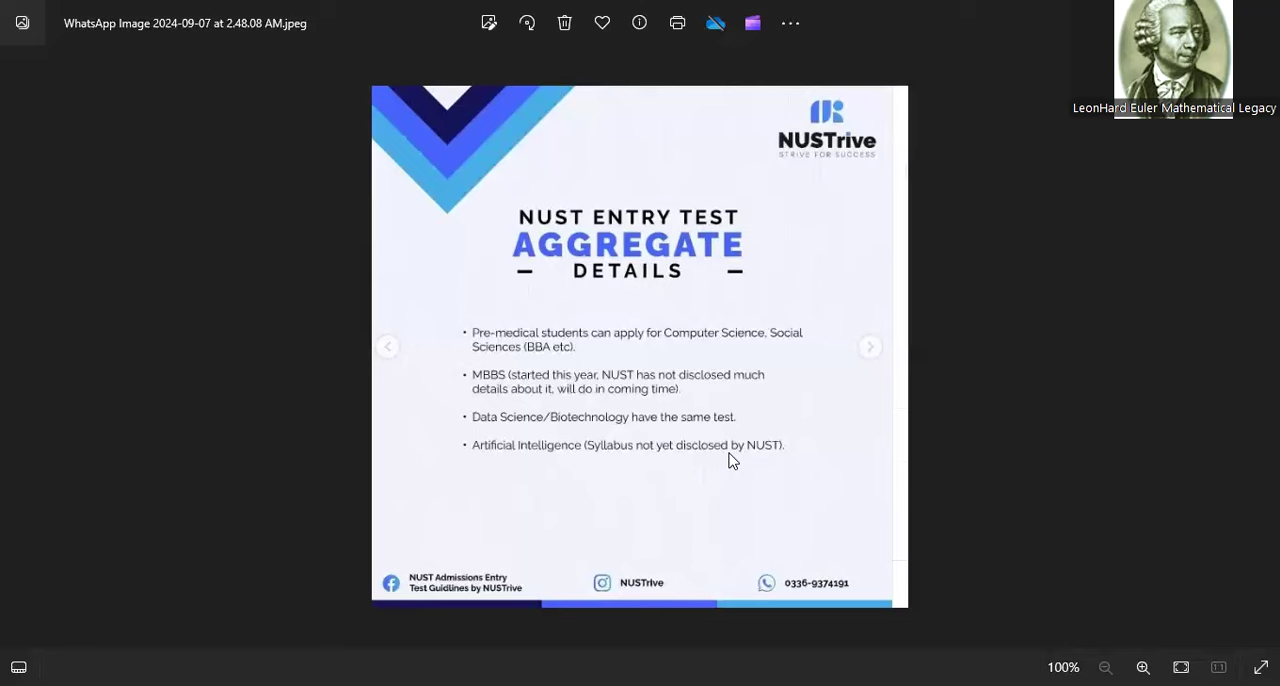 WhatsApp Image 2024-09-07 at 2.48.08 AM.jpeg
LeonHard Euler Mathematical Legacy
NUSTrive
STRIVE FOR SUCCESS
NUST ENTRY TEST
AGGREGATE
– DETAILS –
• Pre-medical students can apply for Computer Science, Social
Sciences (BBA etc).
• MBBS (started this year, NUST has not disclosed much
details about it, will do in coming time).
• Data Science/Biotechnology have the same test.
• Artificial Intelligence (Syllabus not yet disclosed by NUST).
NUST Admissions Entry
Test Guidlines by NUSTrive
NUSTrive
0336-9374191
100%